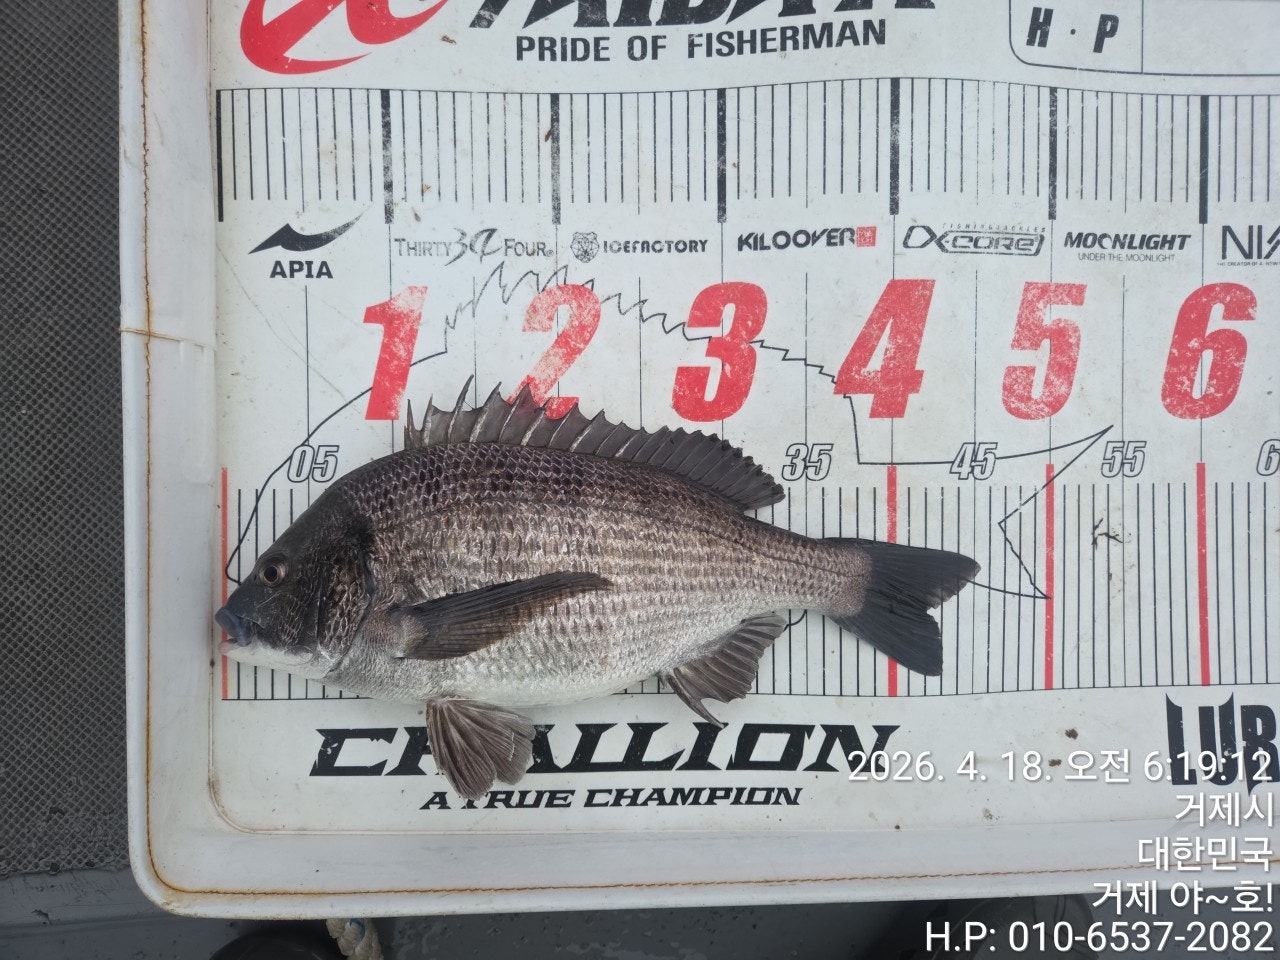 PRIDE OF FISHERMAN
H · P
APIA
THIRTY34FOUR
ICEFACTORY
KILOOVER
X-CORE
MOONLIGHT
UNDER THE MOONLIGHT
1 2 3 4 5 6
05 35 45 55
CHALLION
A TRUE CHAMPION
2026. 4. 18. 오전 6:19:12
거제시
대한민국
거제 야~호!
H.P: 010-6537-2082